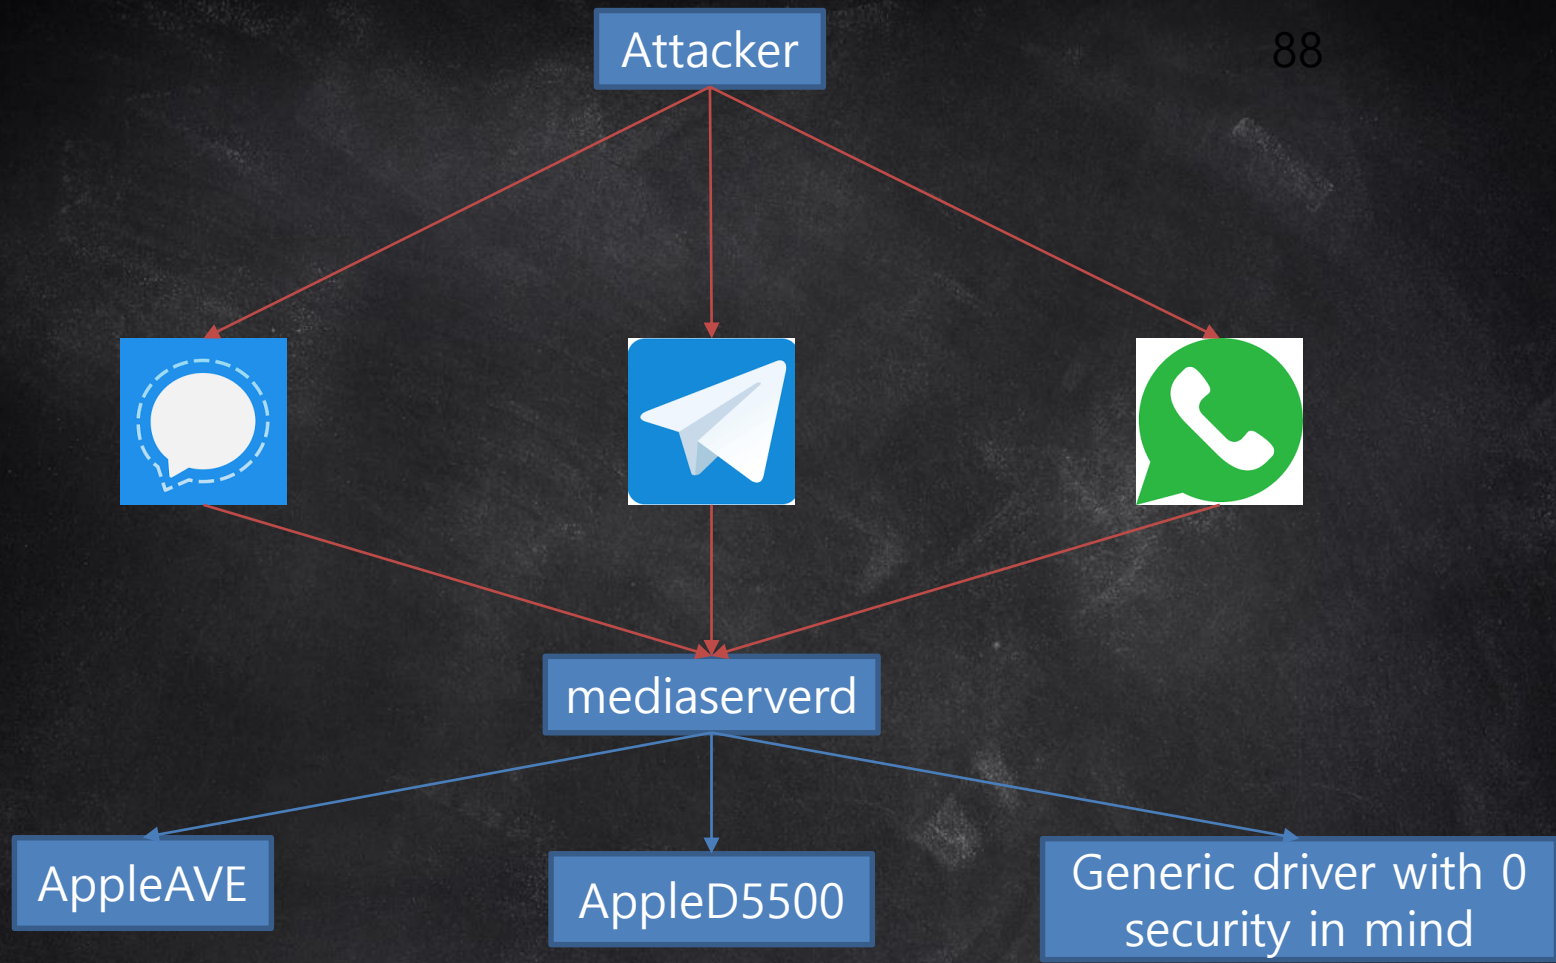 Attacker
88
mediaserverd
AppleAVE
AppleD5500
Generic driver with 0
security in mind